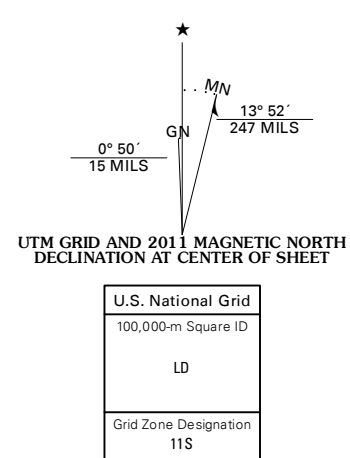 MN
GN
13° 52´
247 MILS
0° 50´
15 MILS
UTM GRID AND 2011 MAGNETIC NORTH
DECLINATION AT CENTER OF SHEET
U.S. National Grid
100,000-m Square ID
LD
Grid Zone Designation
11S